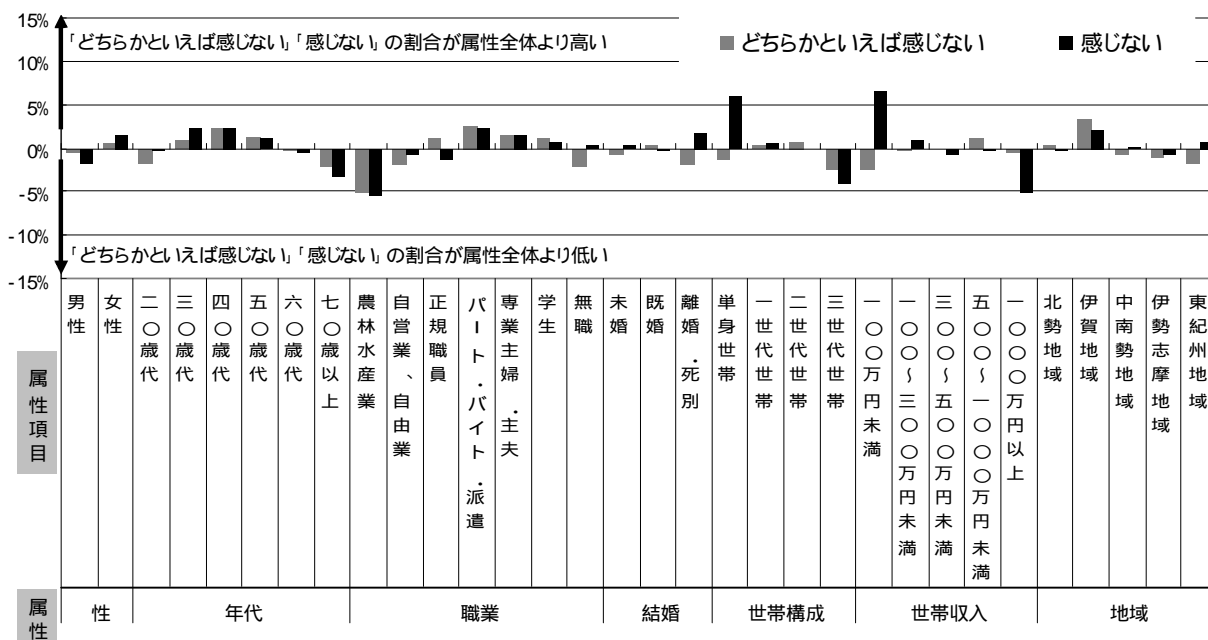 15%
「どちらかといえば感じない」「感じない」の割合が属性全体より高い
■ どちらかといえば感じない ■ 感じない
10%
5%
0%
-5%
-10%
「どちらかといえば感じない」「感じない」の割合が属性全体より低い
-15%
属性項目
男性
女性
二〇歳代
三〇歳代
四〇歳代
五〇歳代
六〇歳代
七〇歳以上
農林水産業
自営業、自由業
正規職員
パート・バイト・派遣
専業主婦・主夫
学生
無職
未婚
既婚
離婚・死別
単身世帯
一世代世帯
二世代世帯
三世代世帯
一〇〇万円未満
一〇〇～三〇〇万円未満
三〇〇～五〇〇万円未満
五〇〇～一〇〇〇万円未満
一〇〇〇万円以上
北勢地域
伊賀地域
中南勢地域
伊勢志摩地域
東紀州地域
属性
性
年代
職業
結婚
世帯構成
世帯収入
地域